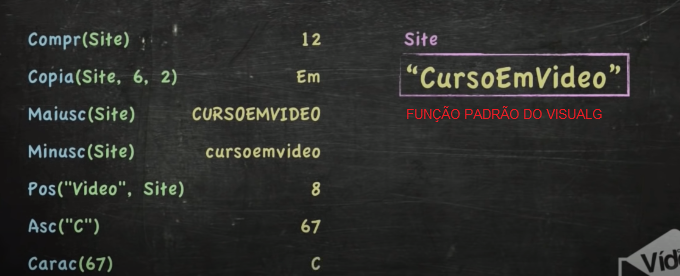 Compr(Site) 12
Copia(Site, 6, 2) Em
Maiusc(Site) CURSOEMVIDEO
Minusc(Site) cursoemvideo
Pos("Video", Site) 8
Asc("C") 67
Carac(67) C
Site
“CursoEmVideo”
FUNÇÃO PADRÃO DO VISUALG